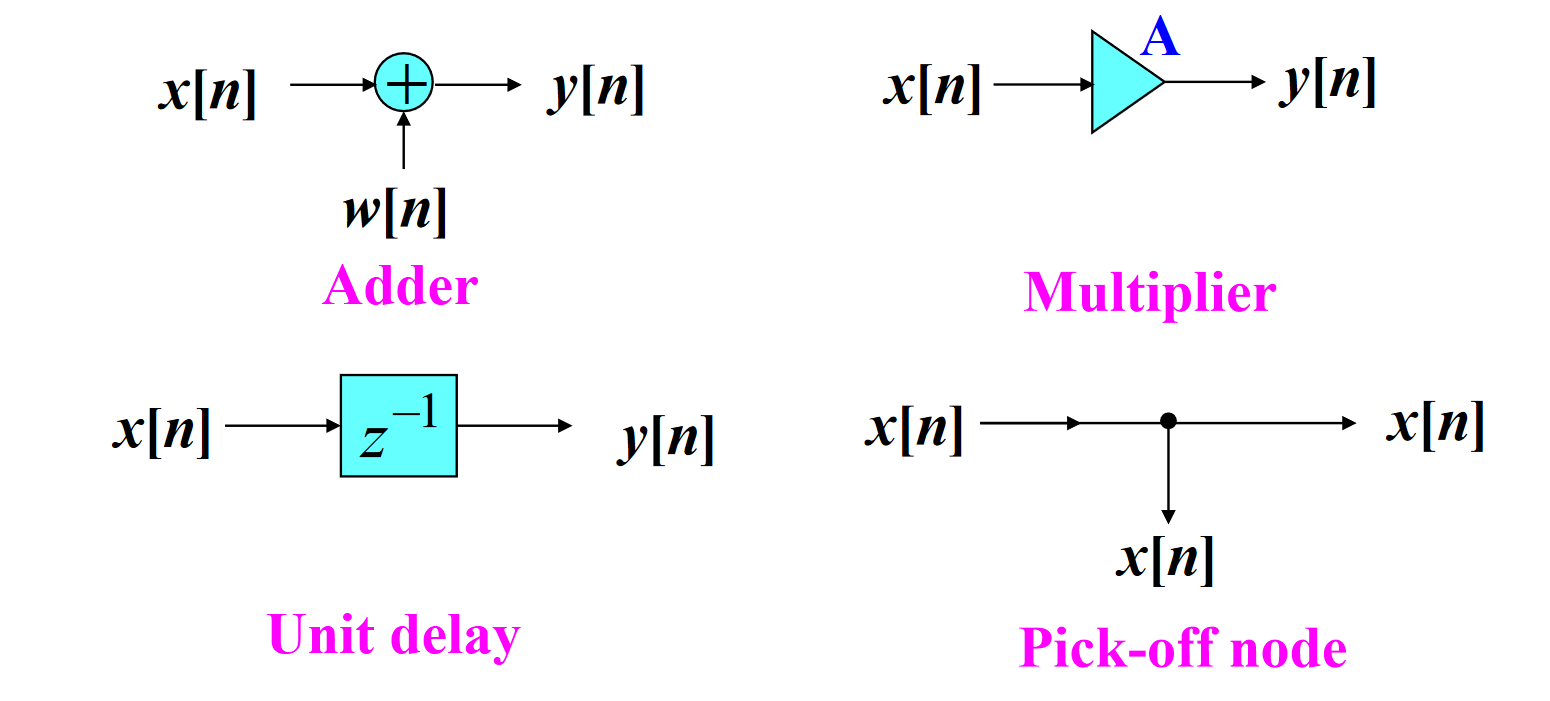 x[n] + y[n]
w[n]
Adder
x[n] A y[n]
Multiplier
x[n] z⁻¹ y[n]
Unit delay
x[n] x[n]
x[n]
Pick-off node